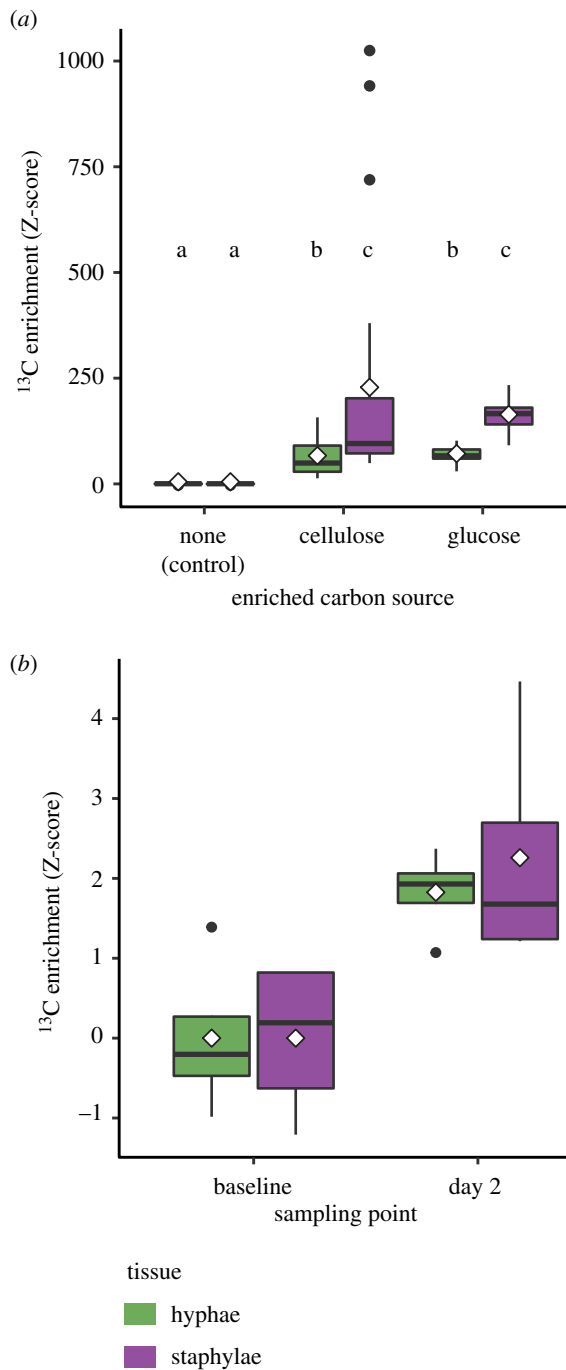 (a)
1000
750
500
250
0
¹³C enrichment (Z-score)
a a b c b c
none cellulose glucose
(control)
enriched carbon source
(b)
4
3
2
1
0
–1
¹³C enrichment (Z-score)
baseline day 2
sampling point
tissue
hyphae
staphylae